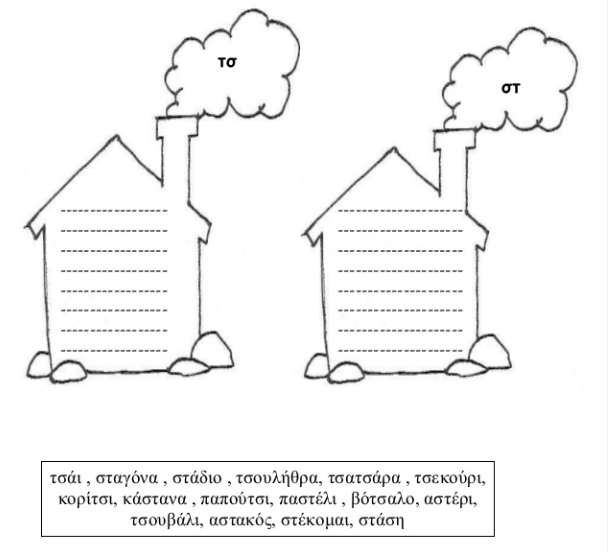 τσ
στ
τσάι , σταγόνα , στάδιο , τσουλήθρα, τσατσάρα , τσεκούρι,
κορίτσι, κάστανα , παπούτσι, παστέλι , βότσαλο, αστέρι,
τσουβάλι, αστακός, στέκομαι, στάση